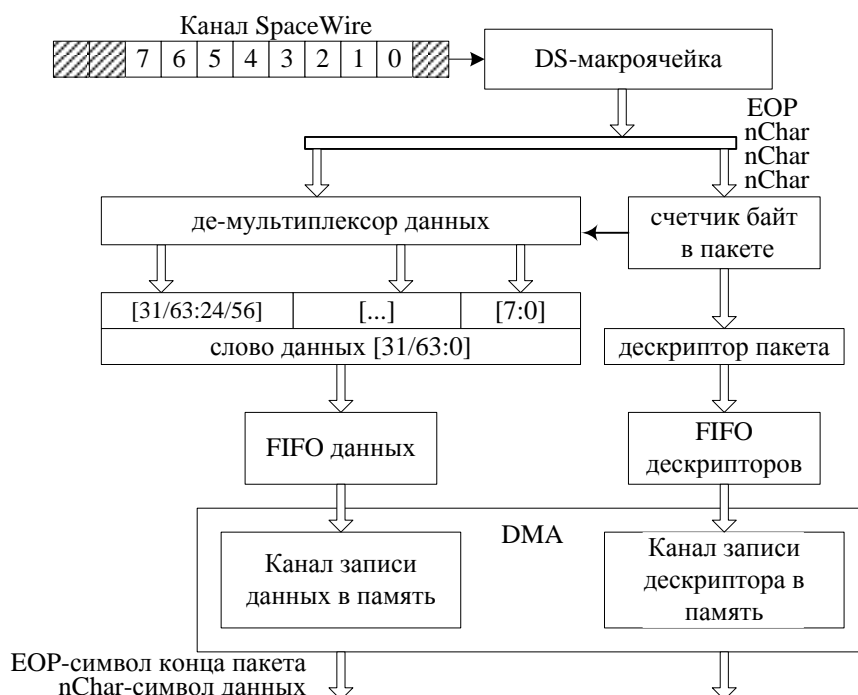 Канал SpaceWire
7 6 5 4 3 2 1 0
DS-макроячейка
EOP
nChar
nChar
nChar
де-мультиплексор данных
счетчик байт
в пакете
[31/63:24/56] [...] [7:0]
слово данных [31/63:0]
дескриптор пакета
FIFO данных
FIFO
дескрипторов
DMA
Канал записи
данных в память
Канал записи
дескриптора в
память
EOP-символ конца пакета
nChar-символ данных